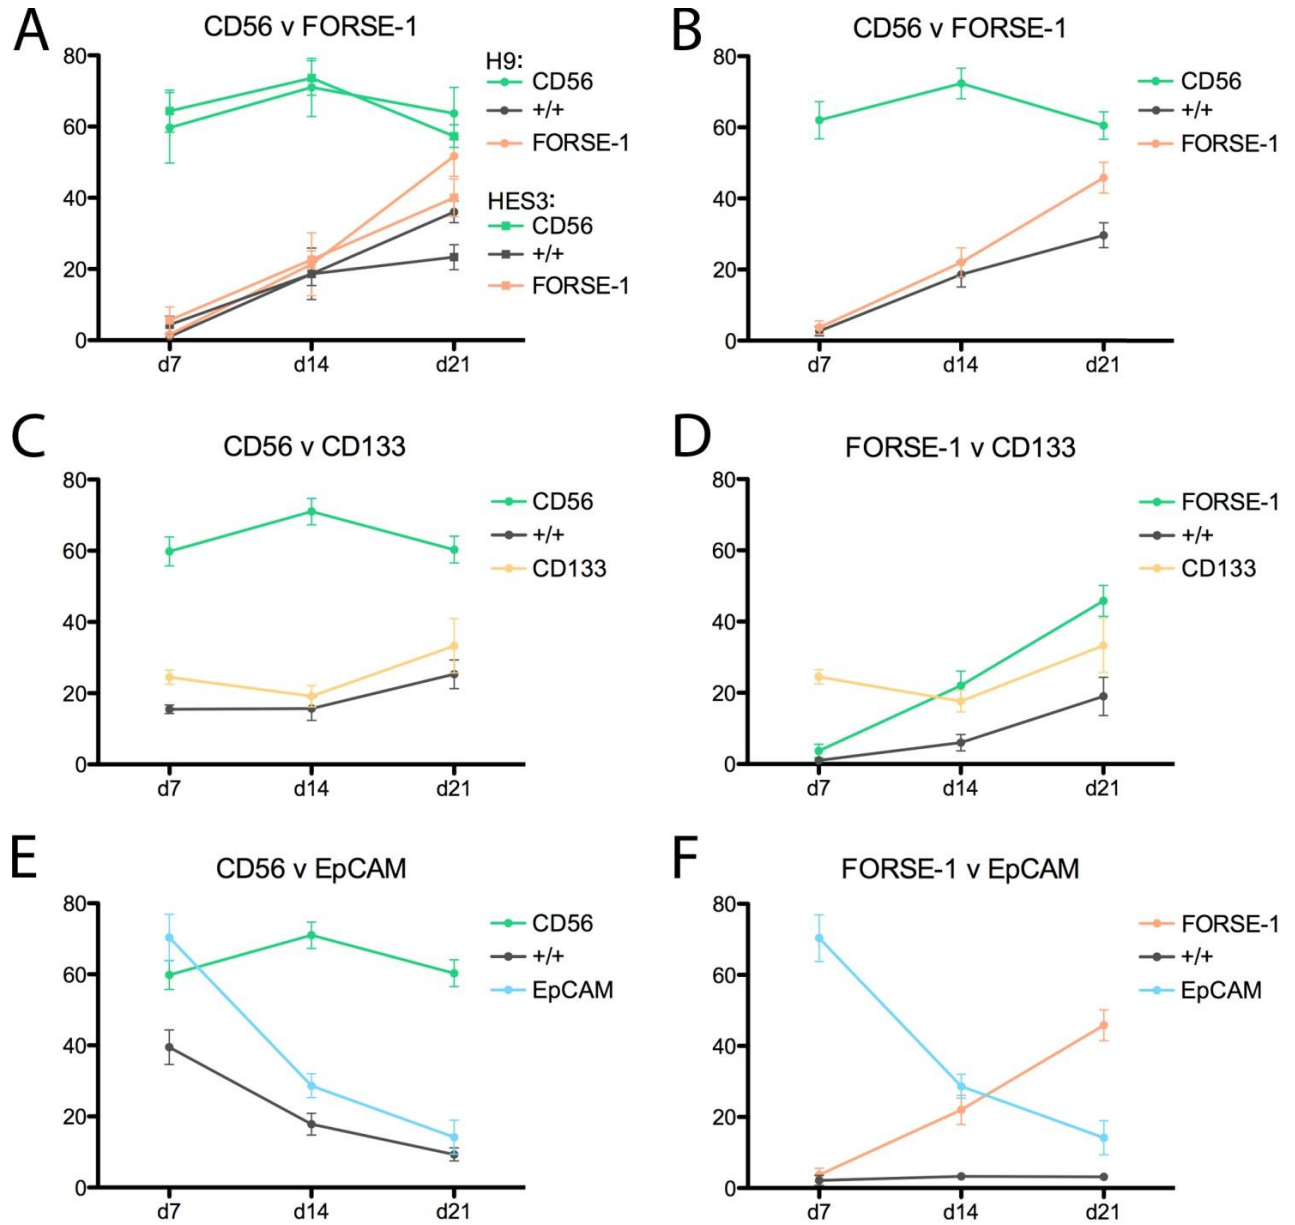 A
CD56 v FORSE-1
80
60
40
20
0
d7
d14
d21
H9:
CD56
+/+
FORSE-1
HES3:
CD56
+/+
FORSE-1
B
CD56 v FORSE-1
80
60
40
20
0
d7
d14
d21
CD56
+/+
FORSE-1
C
CD56 v CD133
80
60
40
20
0
d7
d14
d21
CD56
+/+
CD133
D
FORSE-1 v CD133
80
60
40
20
0
d7
d14
d21
FORSE-1
+/+
CD133
E
CD56 v EpCAM
80
60
40
20
0
d7
d14
d21
CD56
+/+
EpCAM
F
FORSE-1 v EpCAM
80
60
40
20
0
d7
d14
d21
FORSE-1
+/+
EpCAM